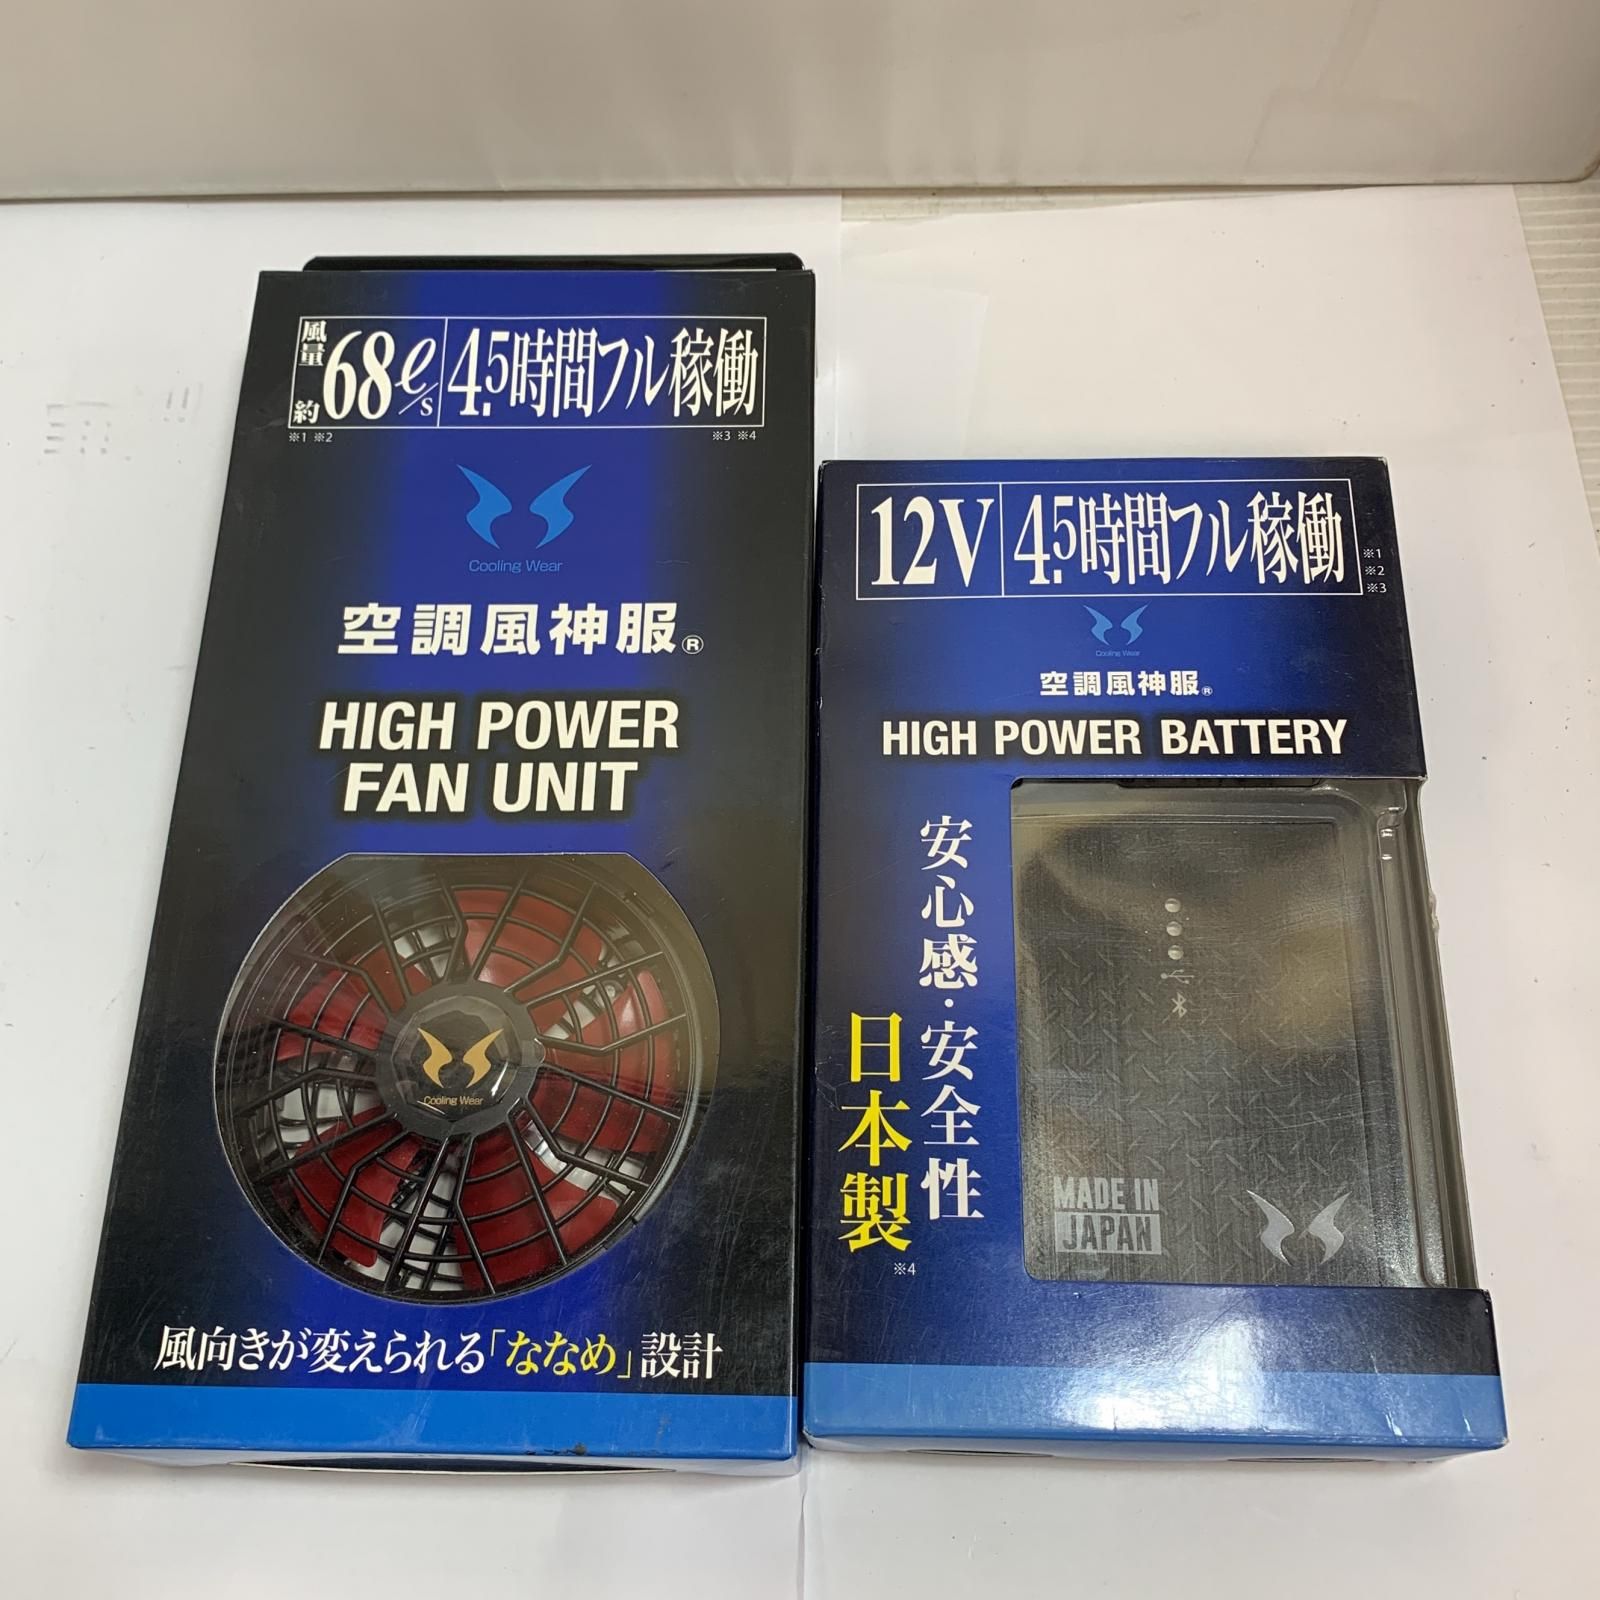 風量 約 68ℓ/s 4.5時間フル稼働
※1 ※2 ※3 ※4
Cooling Wear
空調風神服®
HIGH POWER
FAN UNIT
Cooling Wear
風向きが変えられる「ななめ」設計
12V 4.5時間フル稼働
※1
※2
※3
Cooling Wear
空調風神服®
HIGH POWER BATTERY
安心感・安全性
日本製
※4
MADE IN
JAPAN